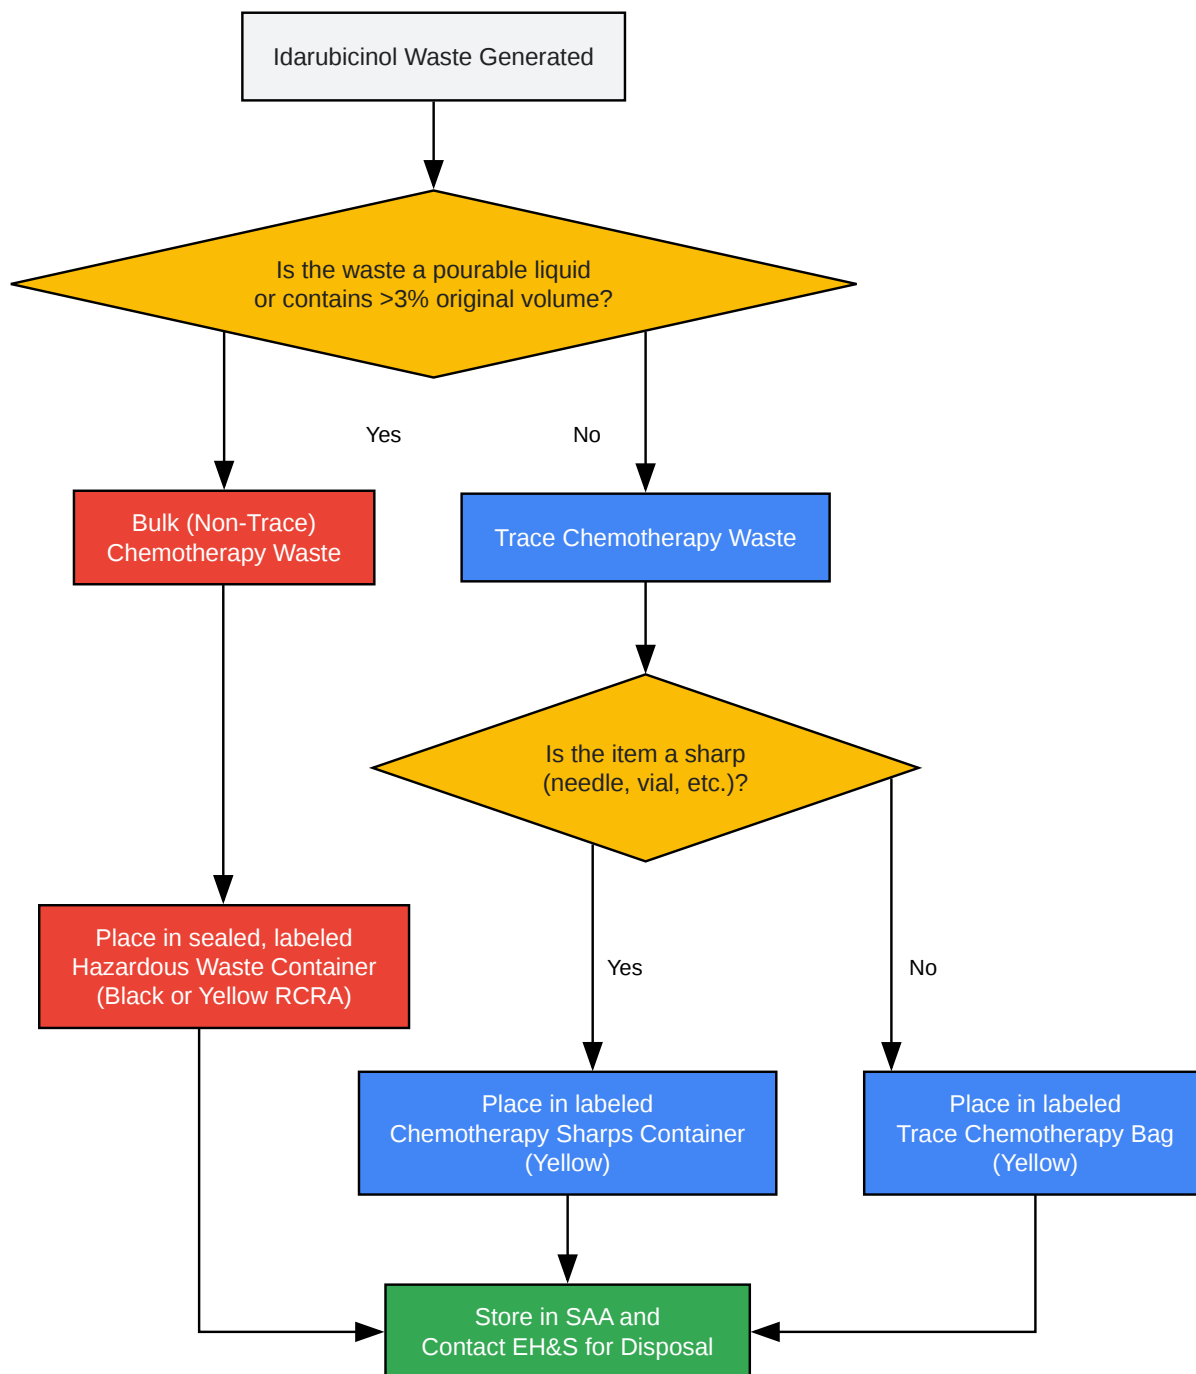 Idarubicinol Waste Generated
Is the waste a pourable liquid
or contains >3% original volume?
Yes
No
Bulk (Non-Trace)
Chemotherapy Waste
Trace Chemotherapy Waste
Is the item a sharp
(needle, vial, etc.)?
Place in sealed, labeled
Hazardous Waste Container
(Black or Yellow RCRA)
Yes
No
Place in labeled
Chemotherapy Sharps Container
(Yellow)
Place in labeled
Trace Chemotherapy Bag
(Yellow)
Store in SAA and
Contact EH&S for Disposal